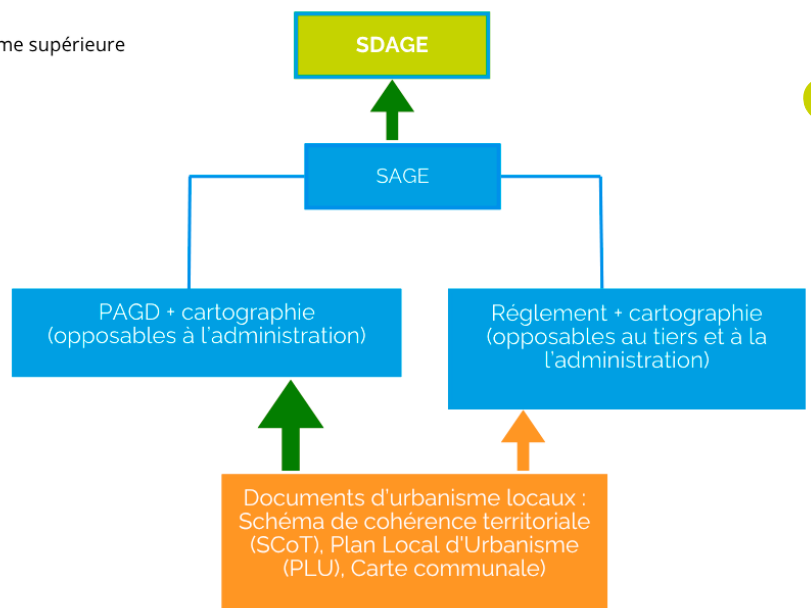 me supérieure
SDAGE
SAGE
PAGD + cartographie
(opposables à l'administration)
Réglement + cartographie
(opposables au tiers et à la
l'administration)
Documents d'urbanisme locaux :
Schéma de cohérence territoriale
(SCoT), Plan Local d'Urbanisme
(PLU), Carte communale)